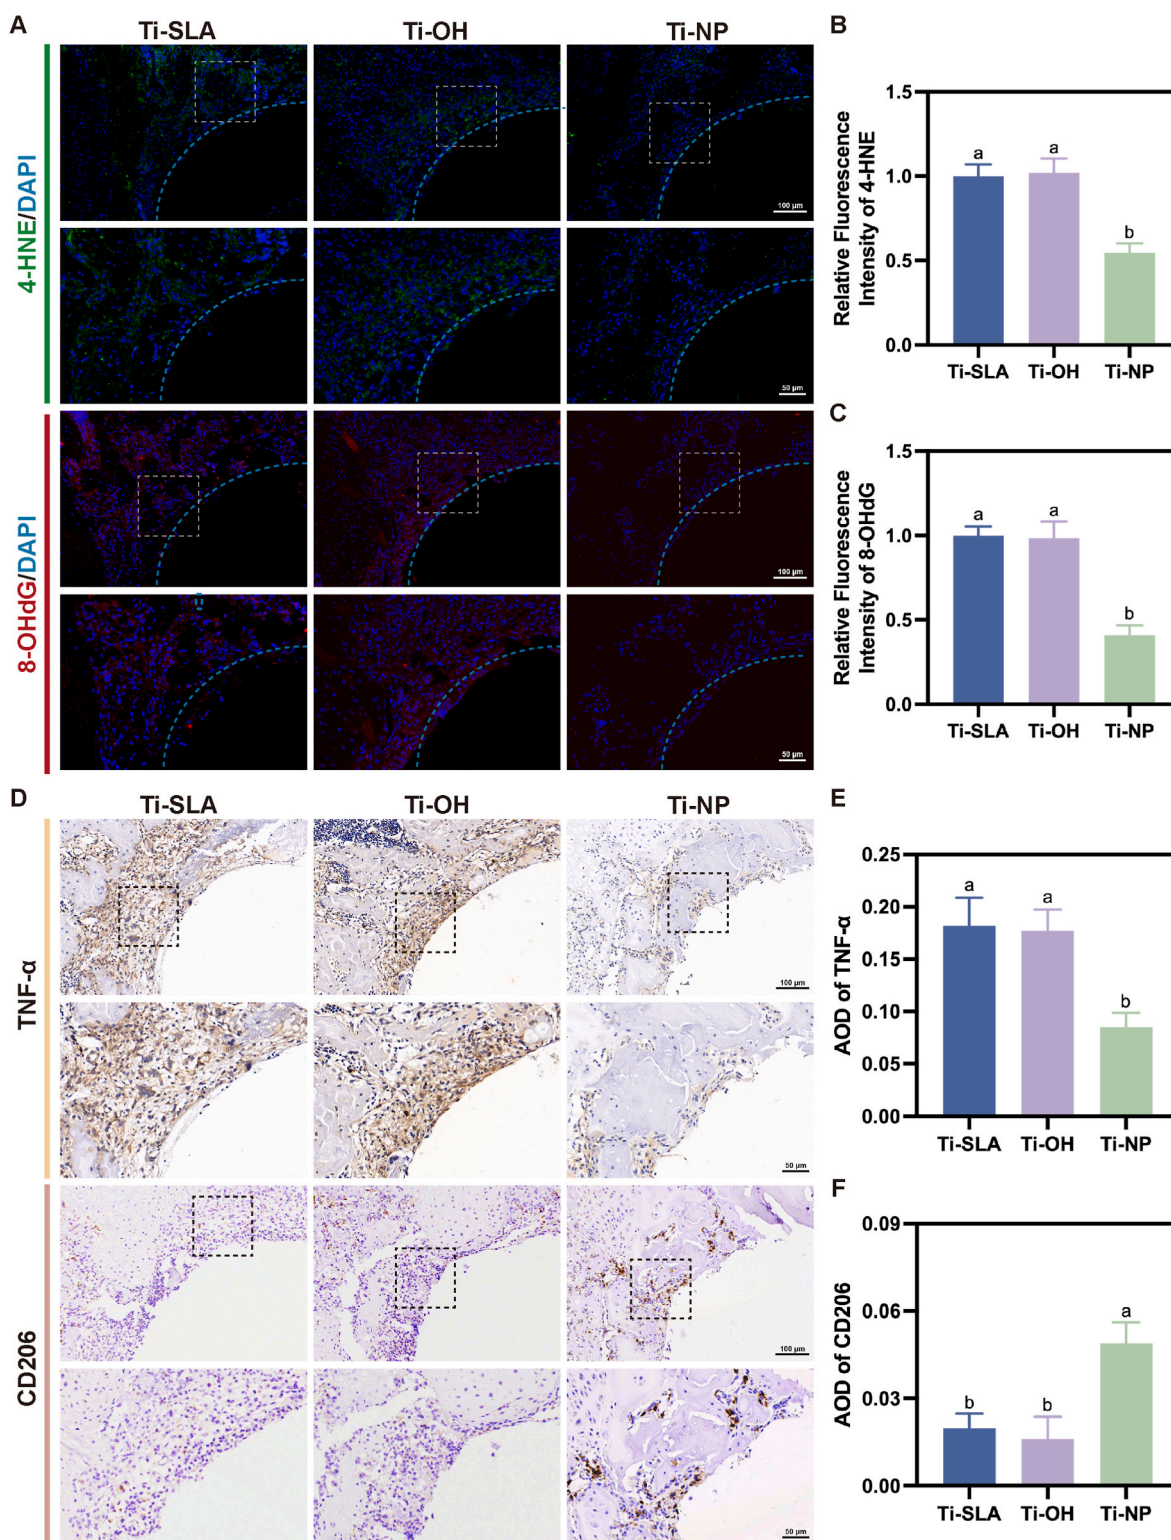 A
Ti-SLA
Ti-OH
Ti-NP
4-HNE/DAPI
100 μm
50 μm
8-OHdG/DAPI
100 μm
50 μm
B
Relative Fluorescence
Intensity of 4-HNE
1.5
1.0
0.5
0.0
a
a
b
Ti-SLA
Ti-OH
Ti-NP
C
Relative Fluorescence
Intensity of 8-OHdG
1.5
1.0
0.5
0.0
a
a
b
Ti-SLA
Ti-OH
Ti-NP
D
Ti-SLA
Ti-OH
Ti-NP
TNF-α
100 μm
50 μm
CD206
100 μm
50 μm
E
AOD of TNF-α
0.25
0.20
0.15
0.10
0.05
0.00
a
a
b
Ti-SLA
Ti-OH
Ti-NP
F
AOD of CD206
0.09
0.06
0.03
0.00
b
b
a
Ti-SLA
Ti-OH
Ti-NP